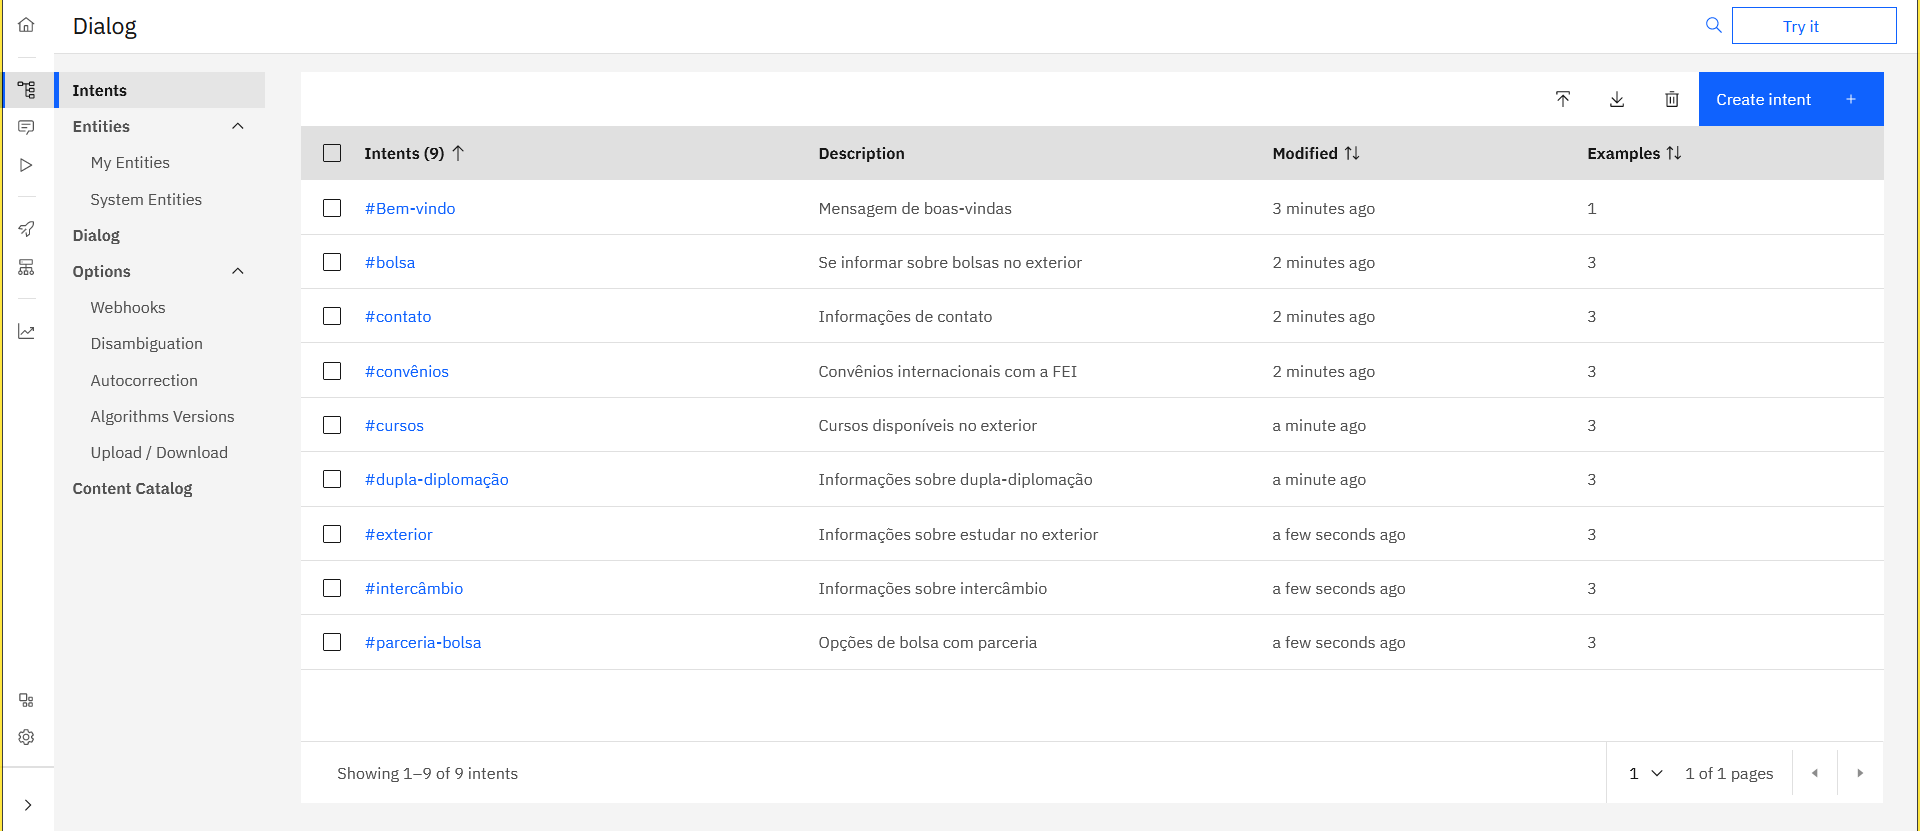 Dialog
Try it
Intents
Entities
My Entities
System Entities
Dialog
Options
Webhooks
Disambiguation
Autocorrection
Algorithms Versions
Upload / Download
Content Catalog
Create intent +
Intents (9) Description Modified Examples
#Bem-vindo Mensagem de boas-vindas 3 minutes ago 1
#bolsa Se informar sobre bolsas no exterior 2 minutes ago 3
#contato Informações de contato 2 minutes ago 3
#convênios Convênios internacionais com a FEI 2 minutes ago 3
#cursos Cursos disponíveis no exterior a minute ago 3
#dupla-diplomação Informações sobre dupla-diplomação a minute ago 3
#exterior Informações sobre estudar no exterior a few seconds ago 3
#intercâmbio Informações sobre intercâmbio a few seconds ago 3
#parceria-bolsa Opções de bolsa com parceria a few seconds ago 3
Showing 1–9 of 9 intents 1 1 of 1 pages